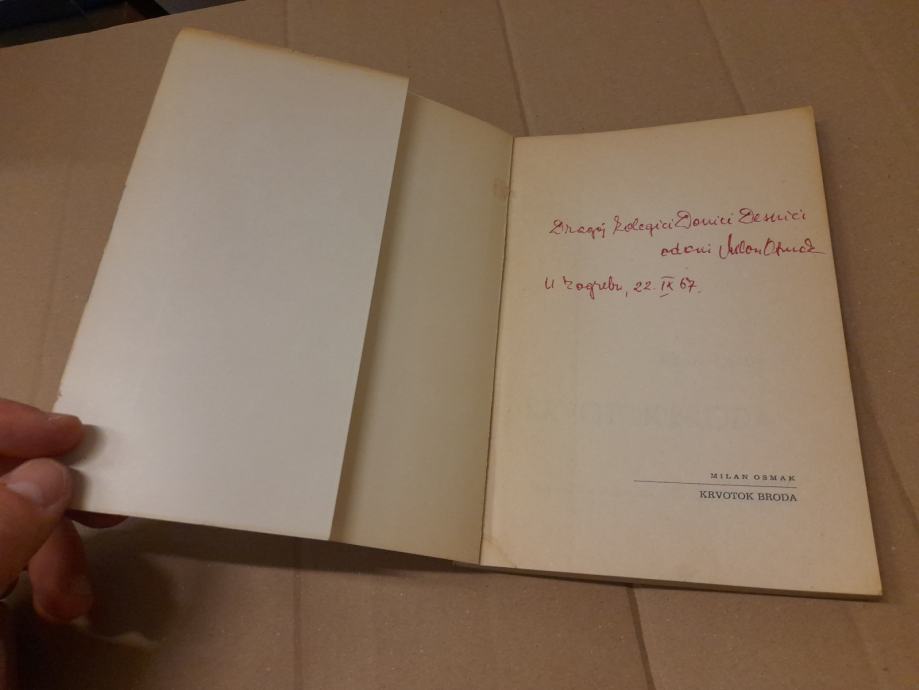 Dragoj kolegici Danici Desnici
odani Milan Osmak
U Zagrebu, 22. IX 67.
MILAN OSMAK
KRVOTOK BRODA